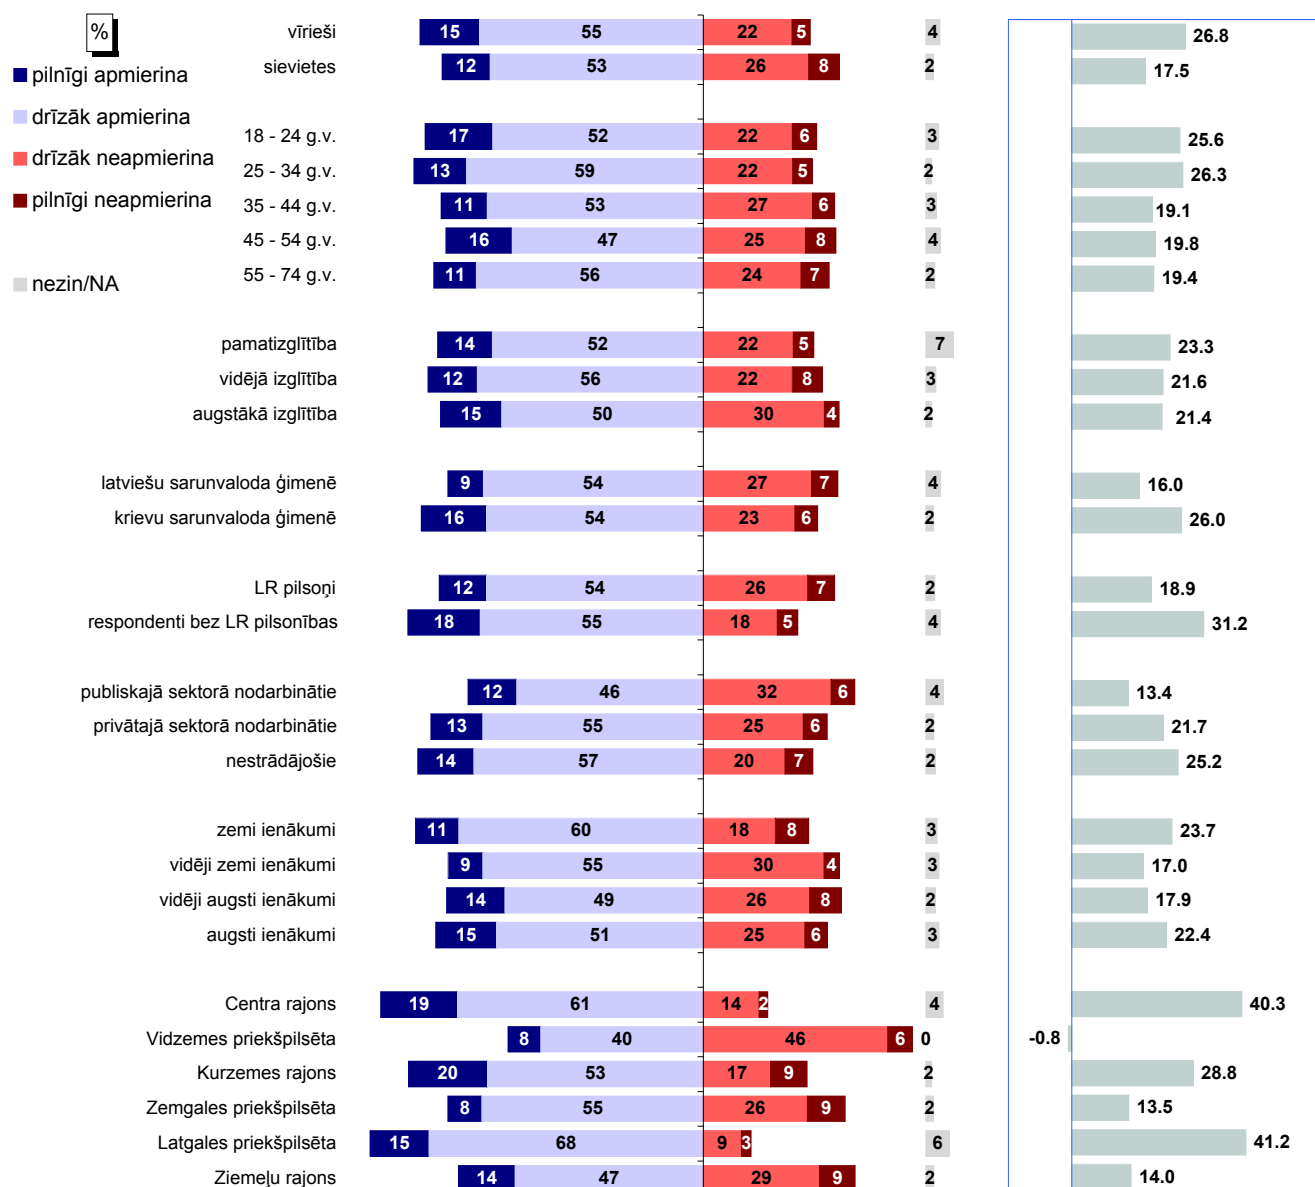 %
pilnīgi apmierina
drīzāk apmierina
drīzāk neapmierina
pilnīgi neapmierina
nezin/NA
vīrieši 15 55 22 5 4 26.8
sievietes 12 53 26 8 2 17.5
18 - 24 g.v. 17 52 22 6 3 25.6
25 - 34 g.v. 13 59 22 5 2 26.3
35 - 44 g.v. 11 53 27 6 3 19.1
45 - 54 g.v. 16 47 25 8 4 19.8
55 - 74 g.v. 11 56 24 7 2 19.4
pamatizglītība 14 52 22 5 7 23.3
vidējā izglītība 12 56 22 8 3 21.6
augstākā izglītība 15 50 30 4 2 21.4
latviešu sarunvaloda ģimenē 9 54 27 7 4 16.0
krievu sarunvaloda ģimenē 16 54 23 6 2 26.0
LR pilsoņi 12 54 26 7 2 18.9
respondenti bez LR pilsonības 18 55 18 5 4 31.2
publiskajā sektorā nodarbinātie 12 46 32 6 4 13.4
privātajā sektorā nodarbinātie 13 55 25 6 2 21.7
nestrādājošie 14 57 20 7 2 25.2
zemi ienākumi 11 60 18 8 3 23.7
vidēji zemi ienākumi 9 55 30 4 3 17.0
vidēji augsti ienākumi 14 49 26 8 2 17.9
augsti ienākumi 15 51 25 6 3 22.4
Centra rajons 19 61 14 2 4 40.3
Vidzemes priekšpilsēta 8 40 46 6 0 -0.8
Kurzemes rajons 20 53 17 9 2 28.8
Zemgales priekšpilsēta 8 55 26 9 2 13.5
Latgales priekšpilsēta 15 68 9 3 6 41.2
Ziemeļu rajons 14 47 29 9 2 14.0